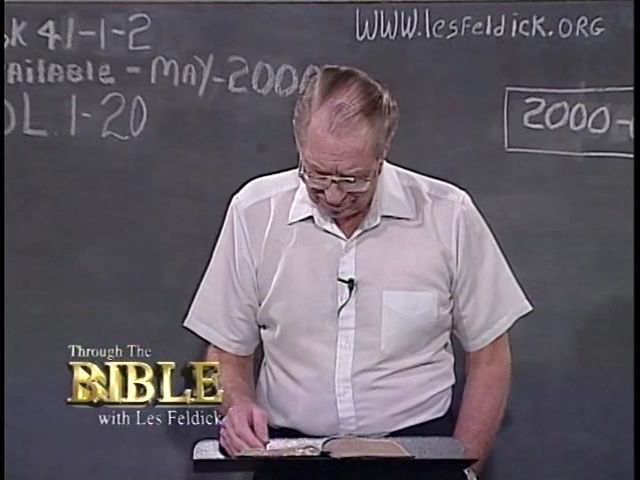 WWW.lesfeldick.ORG
K 41-1-2
AILABLE - MAY-2000
OL 1-20
2000-
Through The
BIBLE
with Les Feldick